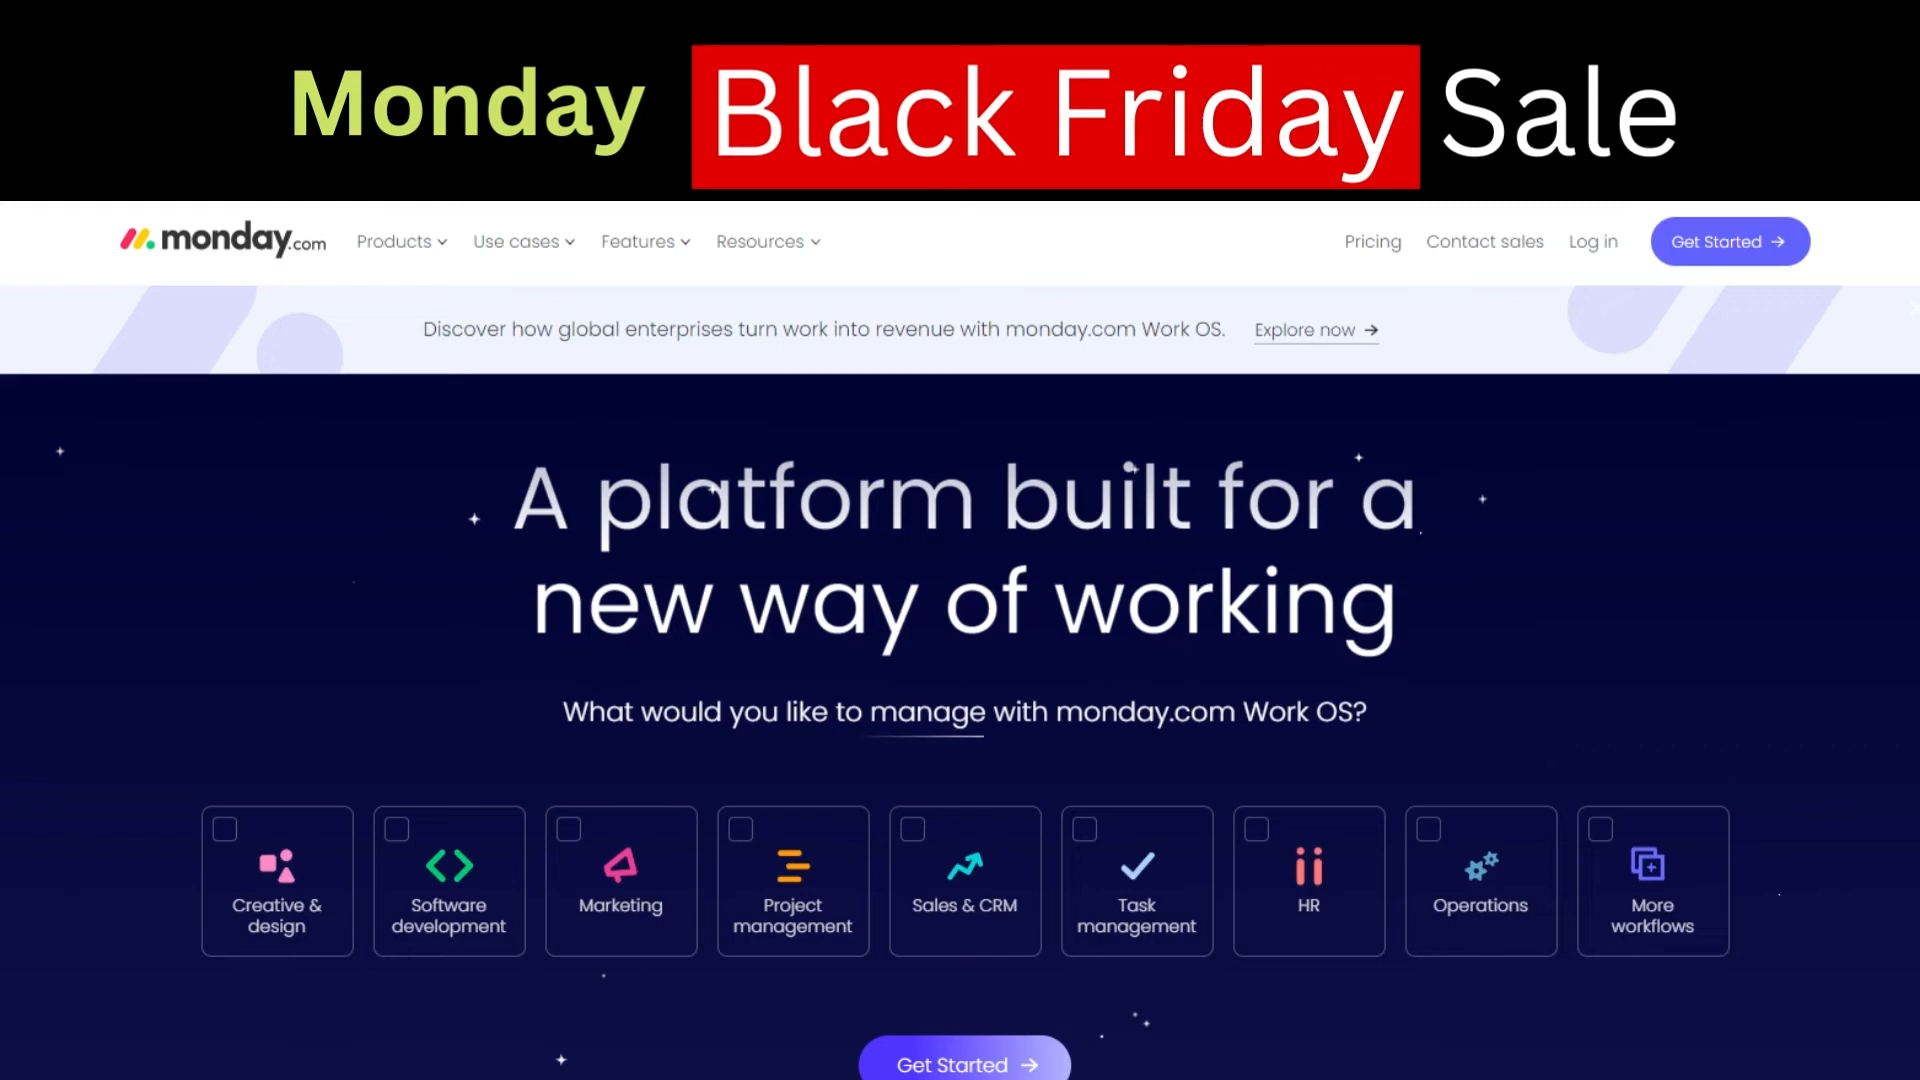 Monday Black Friday Sale
monday.com Products Use cases Features Resources Pricing Contact sales Log in Get Started →
Discover how global enterprises turn work into revenue with monday.com Work OS. Explore now →
A platform built for a
new way of working
What would you like to manage with monday.com Work OS?
Creative &
design
Software
development
Marketing
Project
management
Sales & CRM
Task
management
HR
Operations
More
workflows
Get Started →